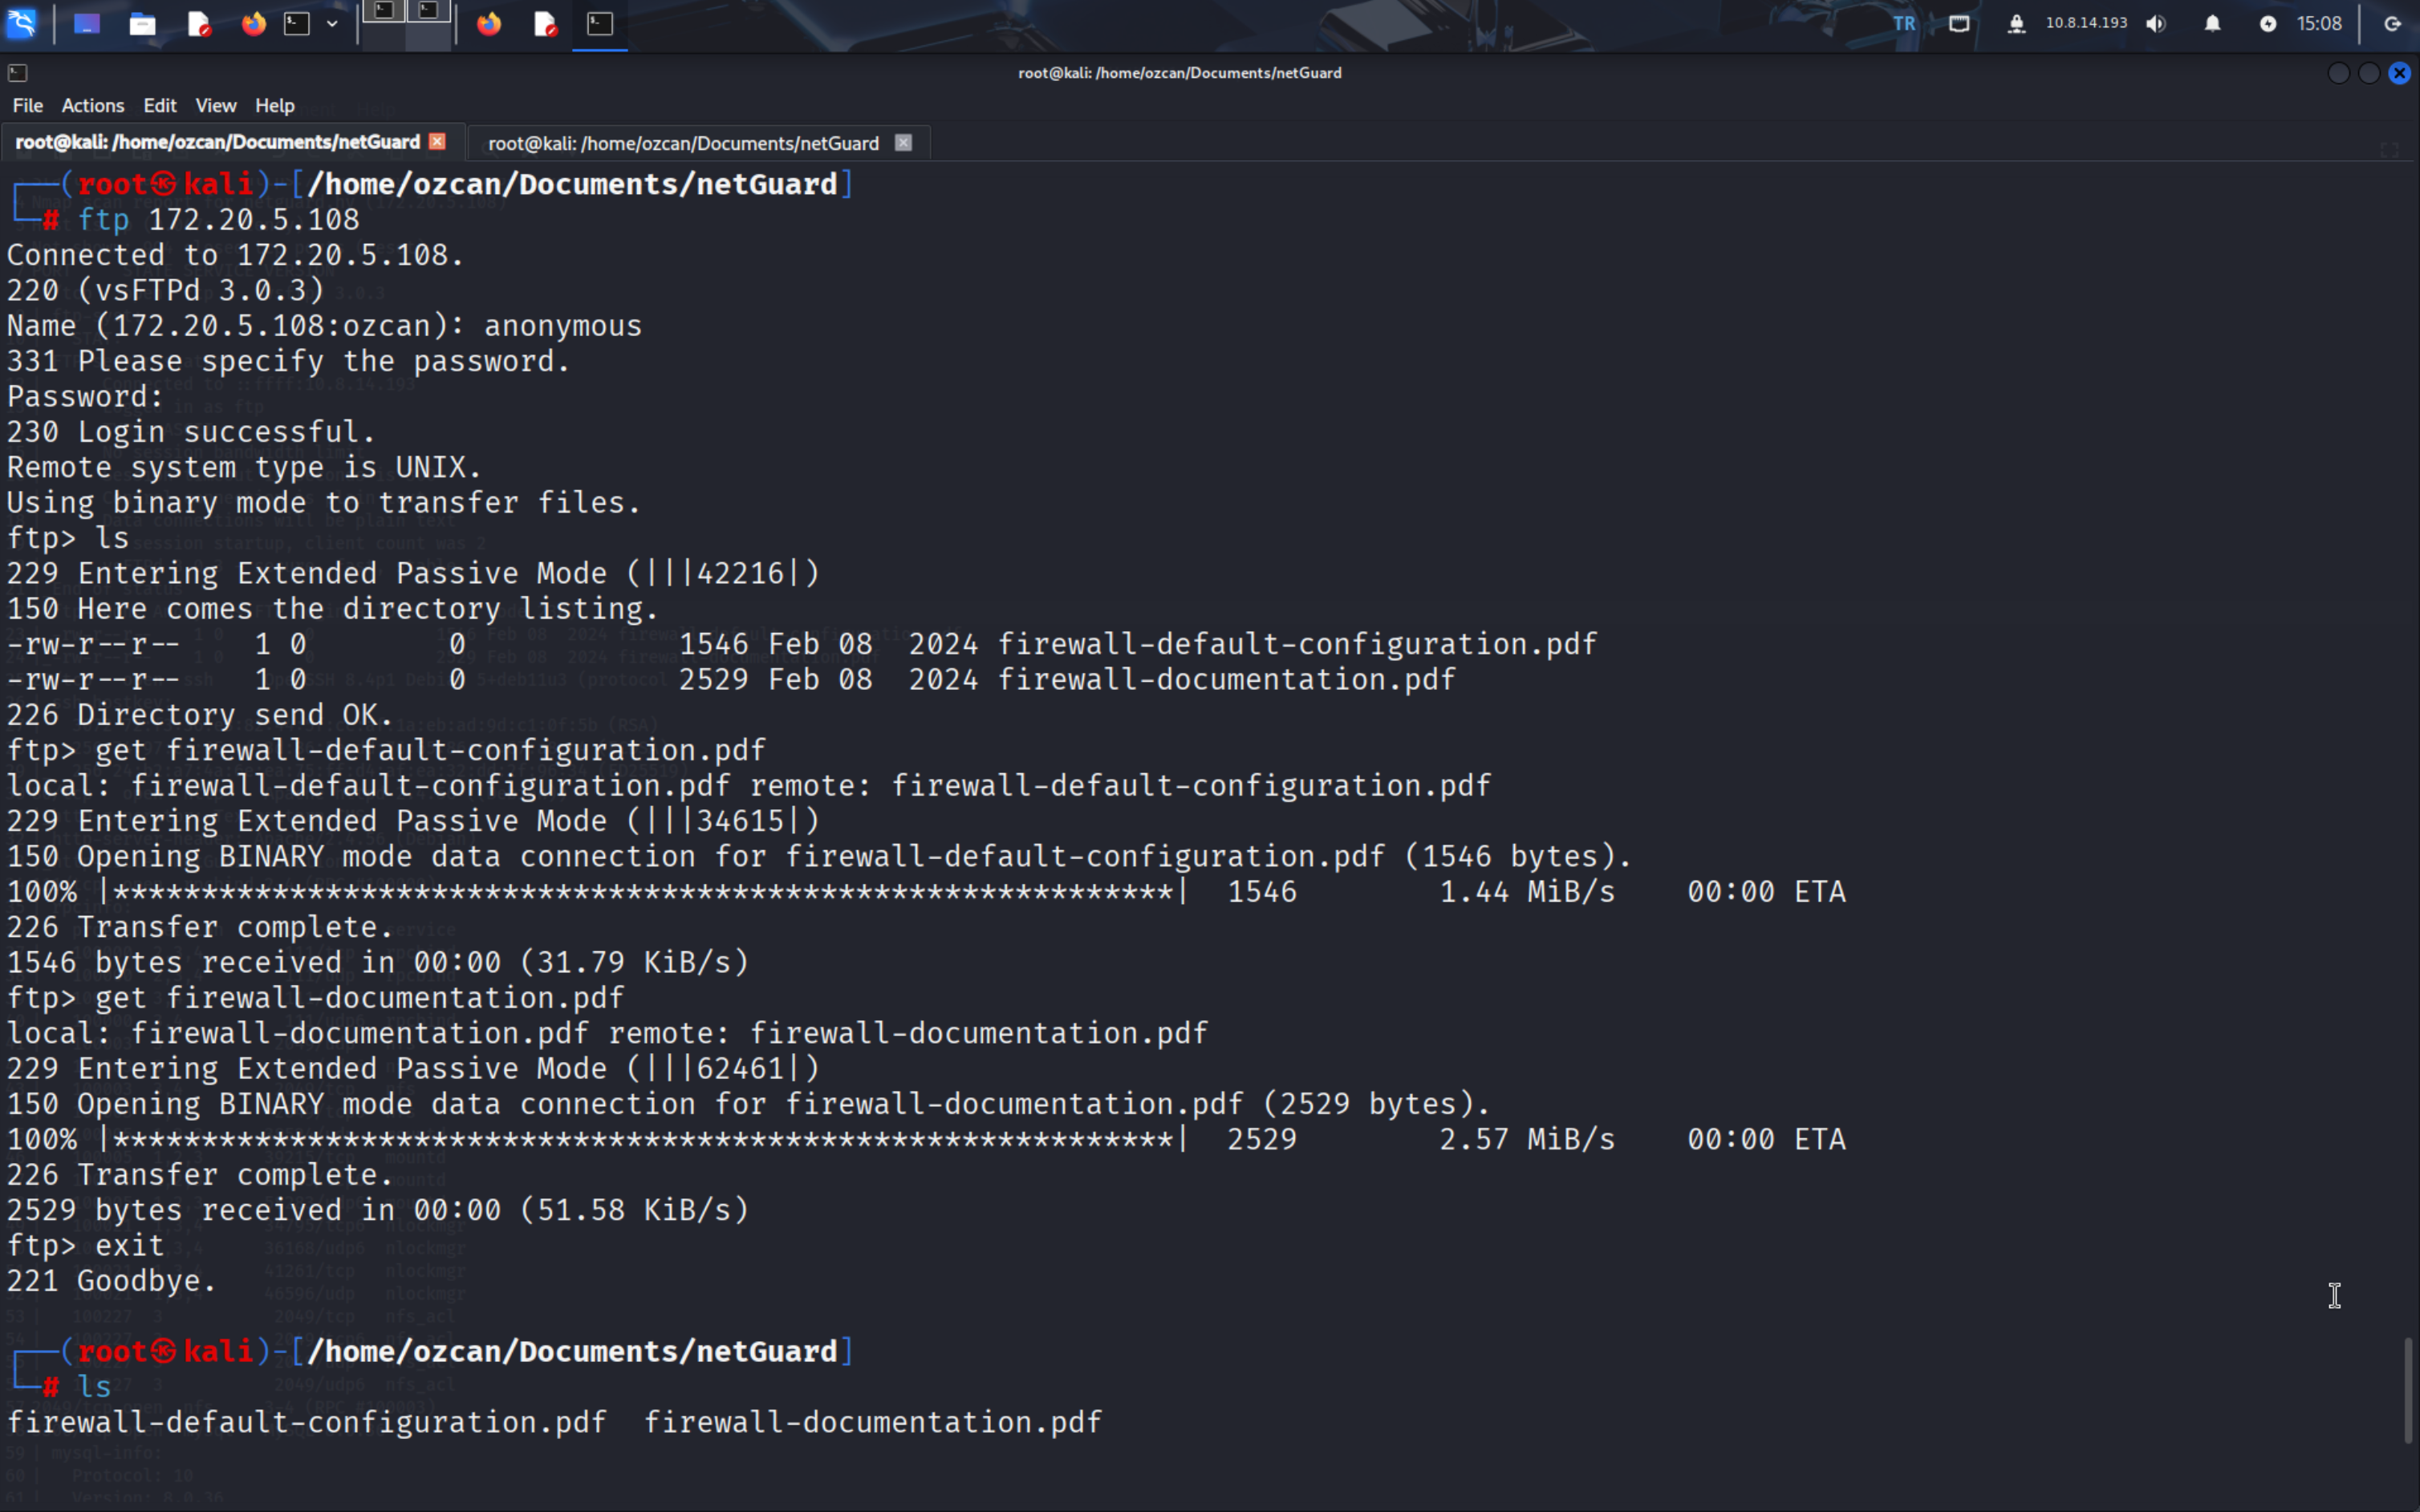 TR 10.8.14.193 15:08
root@kali: /home/ozcan/Documents/netGuard
File Actions Edit View Help
root@kali: /home/ozcan/Documents/netGuard root@kali: /home/ozcan/Documents/netGuard
┌──(root㉿kali)-[/home/ozcan/Documents/netGuard]
└─# ftp 172.20.5.108
Connected to 172.20.5.108.
220 (vsFTPd 3.0.3)
Name (172.20.5.108:ozcan): anonymous
331 Please specify the password.
Password:
230 Login successful.
Remote system type is UNIX.
Using binary mode to transfer files.
ftp> ls
229 Entering Extended Passive Mode (|||42216|)
150 Here comes the directory listing.
-rw-r--r--    1 0        0            1546 Feb 08  2024 firewall-default-configuration.pdf
-rw-r--r--    1 0        0            2529 Feb 08  2024 firewall-documentation.pdf
226 Directory send OK.
ftp> get firewall-default-configuration.pdf
local: firewall-default-configuration.pdf remote: firewall-default-configuration.pdf
229 Entering Extended Passive Mode (|||34615|)
150 Opening BINARY mode data connection for firewall-default-configuration.pdf (1546 bytes).
100% |************************************************************|  1546        1.44 MiB/s    00:00 ETA
226 Transfer complete.
1546 bytes received in 00:00 (31.79 KiB/s)
ftp> get firewall-documentation.pdf
local: firewall-documentation.pdf remote: firewall-documentation.pdf
229 Entering Extended Passive Mode (|||62461|)
150 Opening BINARY mode data connection for firewall-documentation.pdf (2529 bytes).
100% |************************************************************|  2529        2.57 MiB/s    00:00 ETA
226 Transfer complete.
2529 bytes received in 00:00 (51.58 KiB/s)
ftp> exit
221 Goodbye.
┌──(root㉿kali)-[/home/ozcan/Documents/netGuard]
└─# ls
firewall-default-configuration.pdf  firewall-documentation.pdf